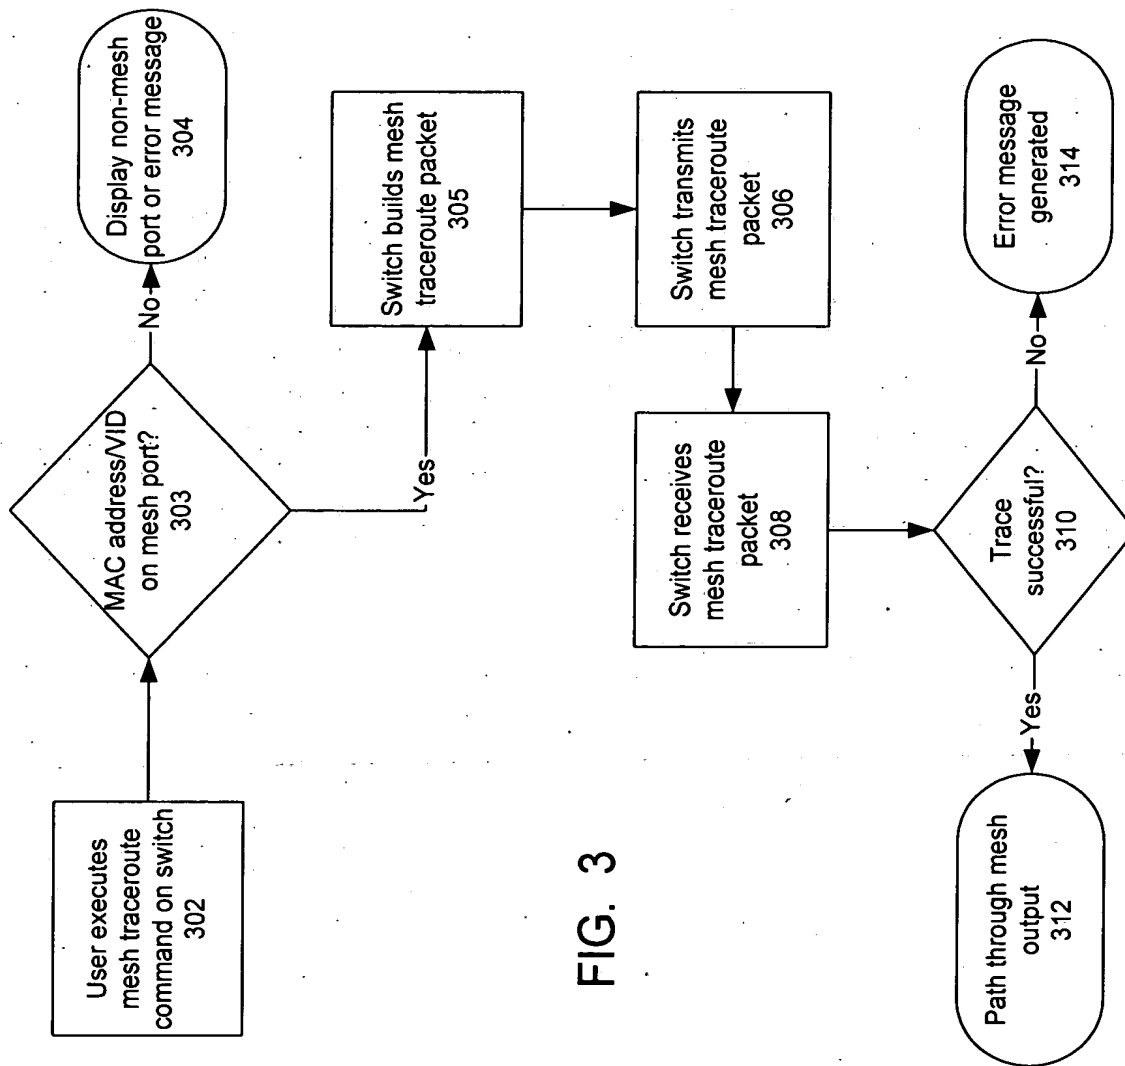 User executes
mesh traceroute
command on switch
302
MAC address/VID
on mesh port?
303
No
Display non-mesh
port or error message
304
Yes
Switch builds mesh
traceroute packet
305
Switch transmits
mesh traceroute
packet
306
Switch receives
mesh traceroute
packet
308
Trace
successful?
310
No
Error message
generated
314
Yes
Path through mesh
output
312
FIG. 3